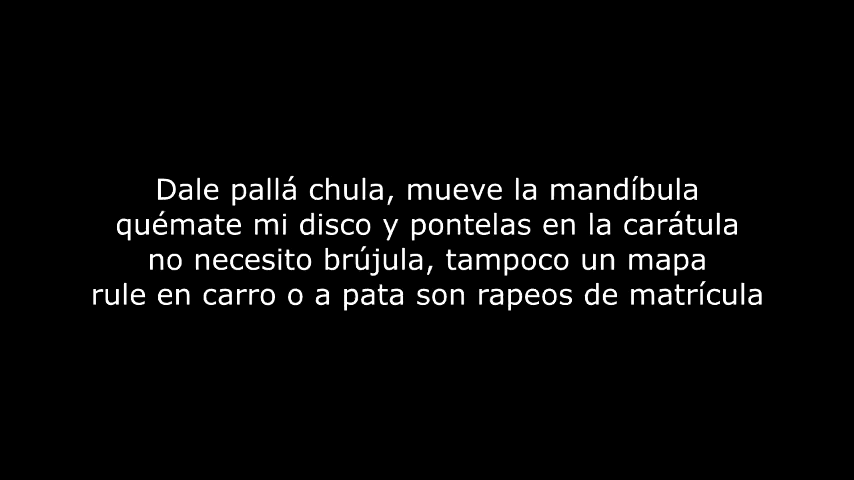 Dale pallá chula, mueve la mandíbula
quémate mi disco y pontelas en la carátula
no necesito brújula, tampoco un mapa
rule en carro o a pata son rapeos de matrícula